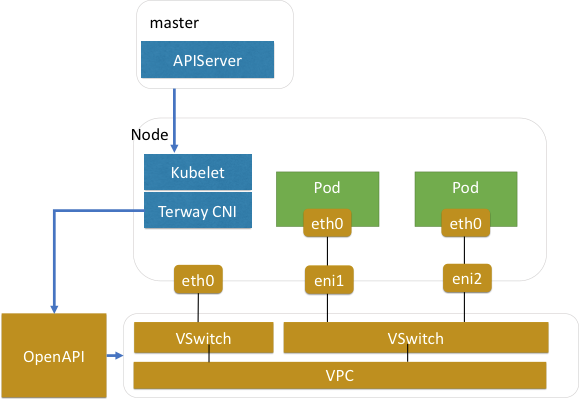 master
APIServer
Node
Kubelet
Terway CNI
Pod
eth0
Pod
eth0
eth0
eni1
eni2
OpenAPI
VSwitch
VSwitch
VPC